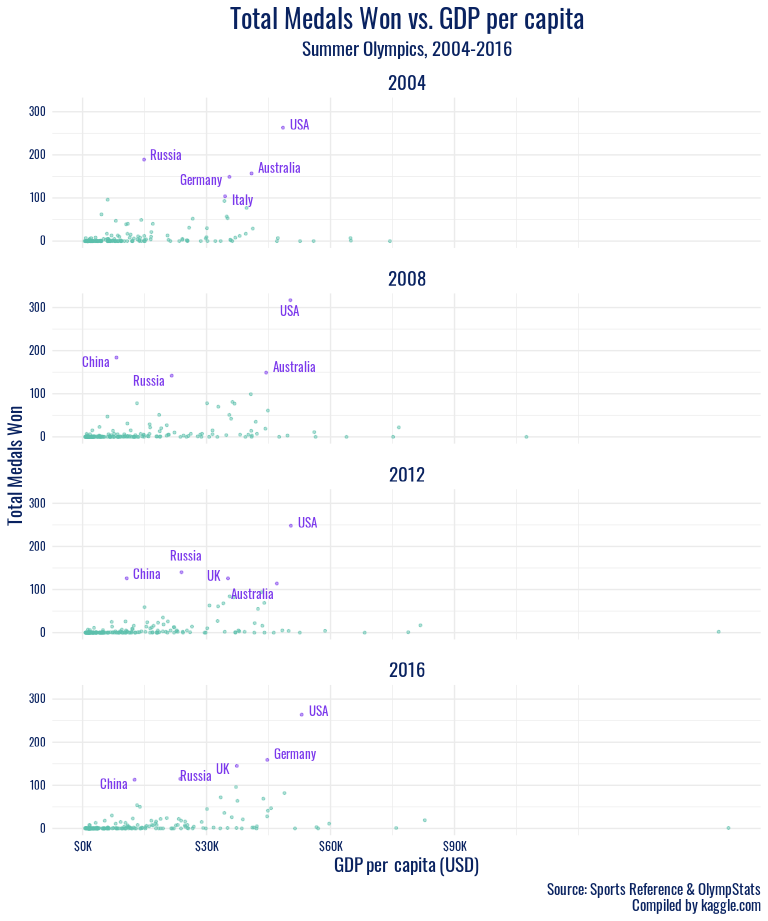 Total Medals Won vs. GDP per capita
Summer Olympics, 2004-2016
2004
300
USA
200
Russia
Australia
Germany
100
Italy
0
2008
300
USA
200
China
Australia
Russia
100
0
Total Medals Won
2012
300
USA
200
Russia
China
UK
100
Australia
0
2016
300
USA
200
Germany
UK
Russia
100
China
0
$0K $30K $60K $90K
GDP per capita (USD)
Source: Sports Reference & OlympStats
Compiled by kaggle.com